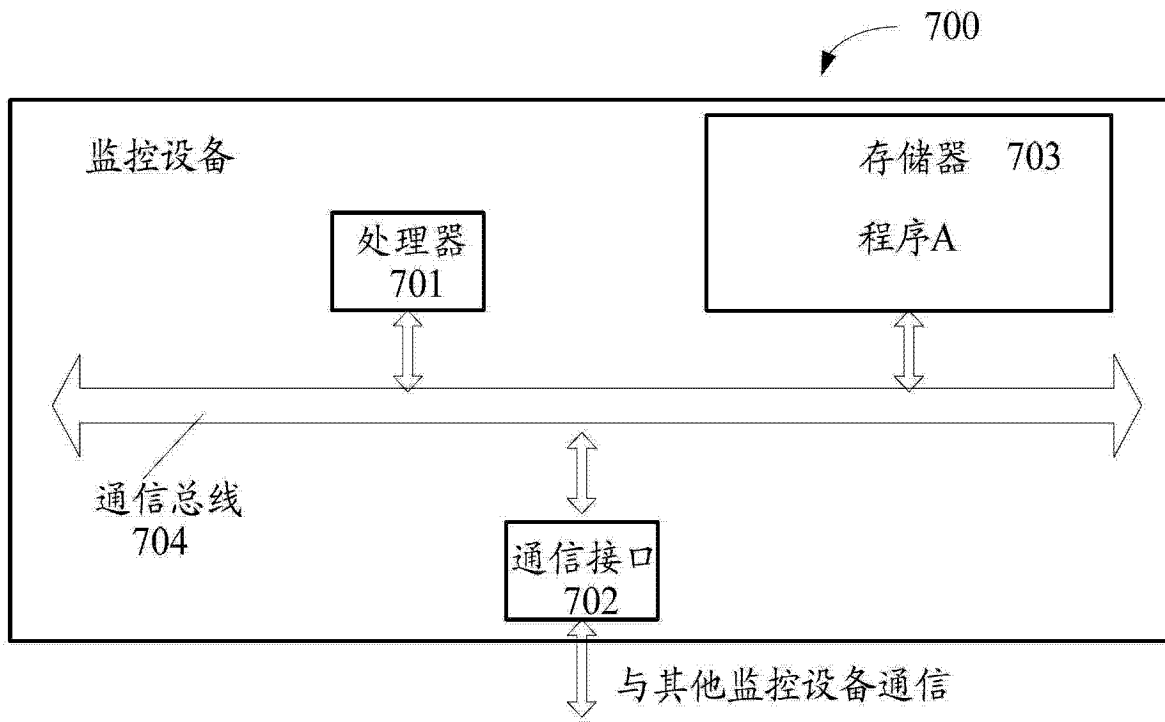 700
监控设备
存储器 703
程序A
处理器
701
通信总线
704
通信接口
702
与其他监控设备通信